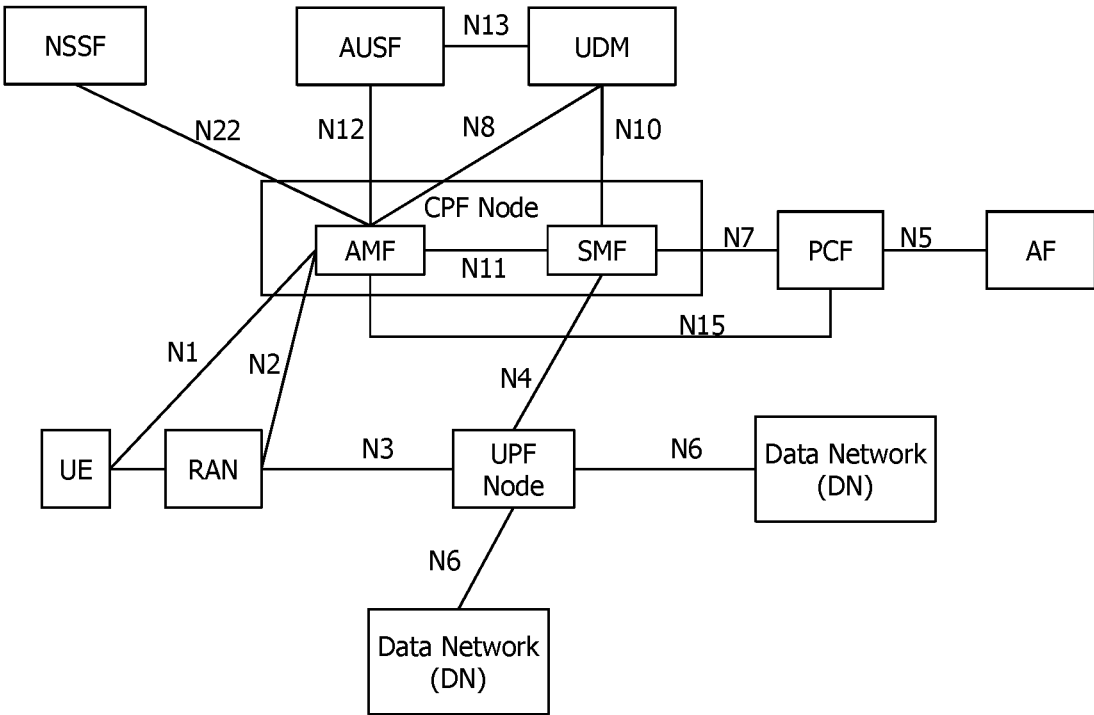 NSSF
AUSF
N13
UDM
N22
N12
N8
N10
CPF Node
AMF
N11
SMF
N7
PCF
N5
AF
N15
N1
N2
N4
UE
RAN
N3
UPF
Node
N6
Data Network
(DN)
N6
Data Network
(DN)